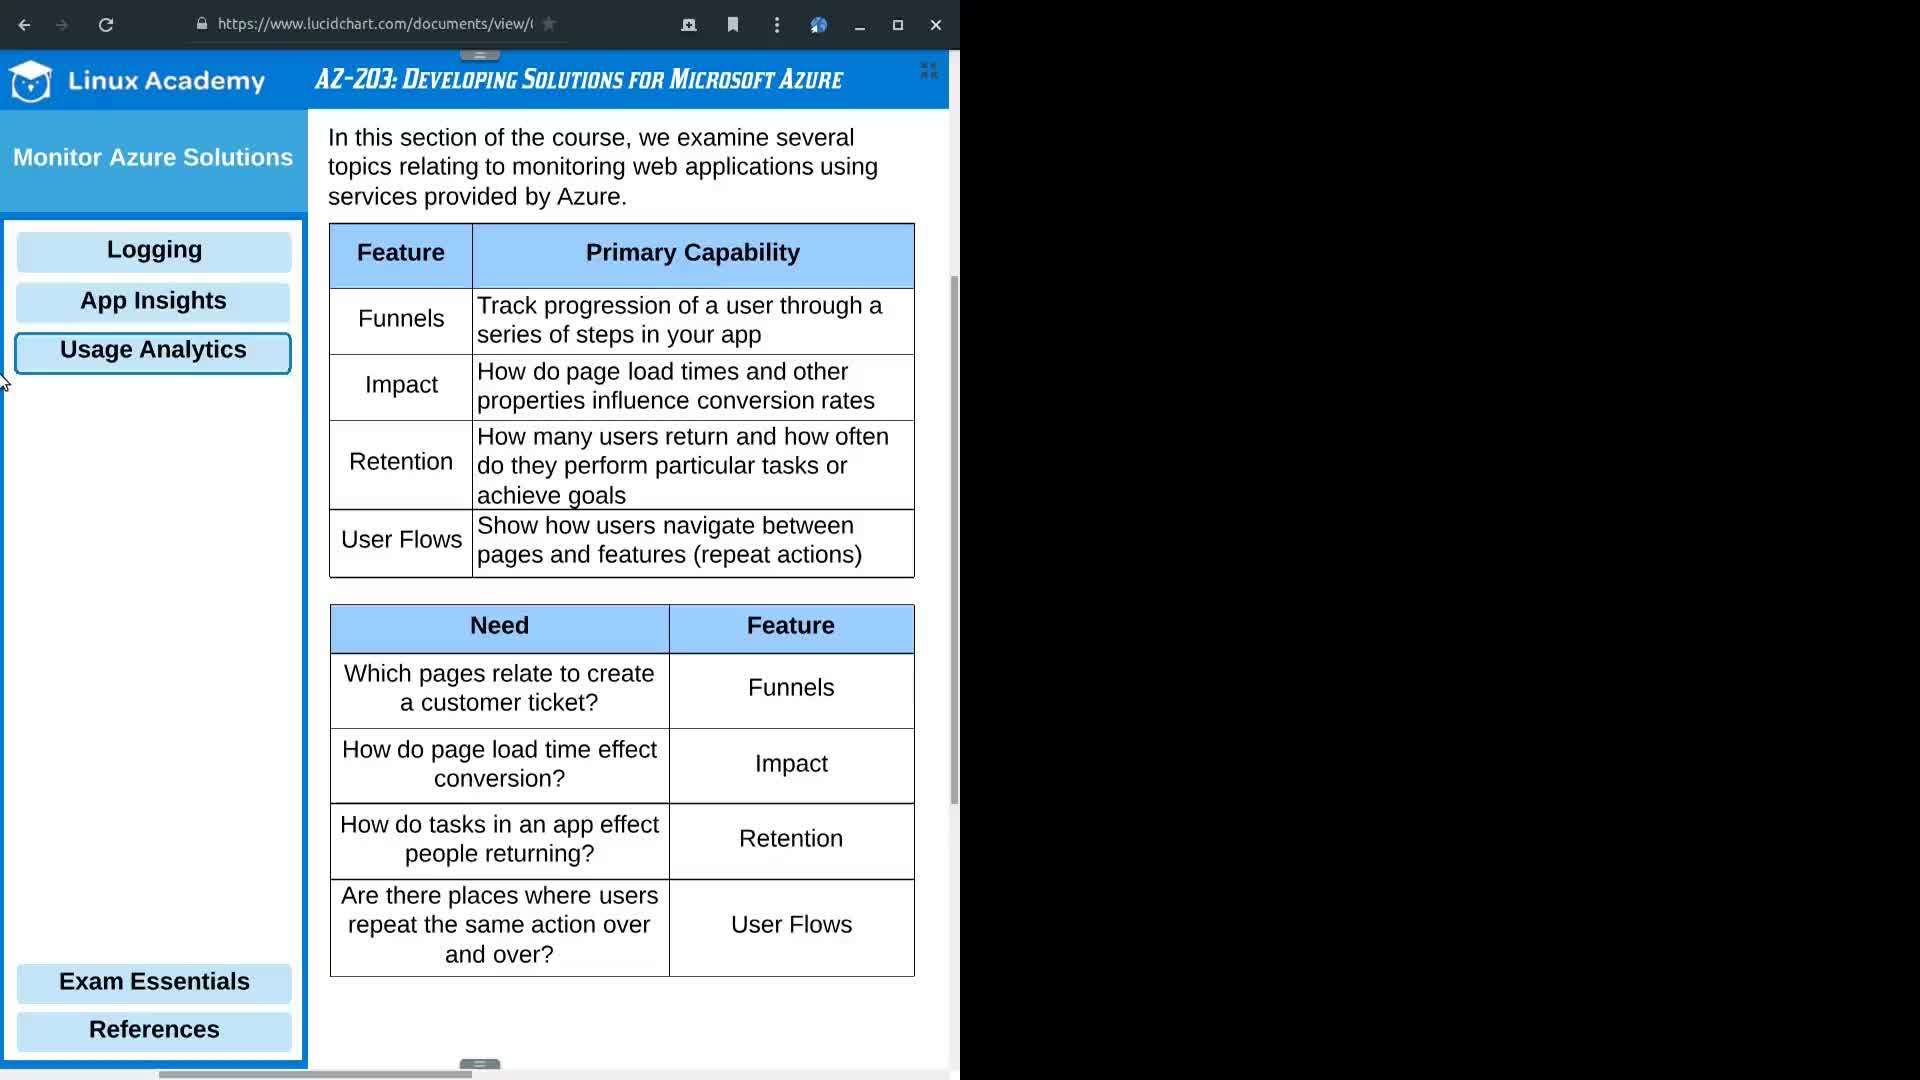 https://www.lucidchart.com/documents/view/
Linux Academy
AZ-203: Developing Solutions for Microsoft Azure
Monitor Azure Solutions
Logging
App Insights
Usage Analytics
Exam Essentials
References
In this section of the course, we examine several
topics relating to monitoring web applications using
services provided by Azure.
Feature Primary Capability
Funnels
Track progression of a user through a
series of steps in your app
Impact
How do page load times and other
properties influence conversion rates
Retention
How many users return and how often
do they perform particular tasks or
achieve goals
User Flows
Show how users navigate between
pages and features (repeat actions)
Need Feature
Which pages relate to create
a customer ticket?
Funnels
How do page load time effect
conversion?
Impact
How do tasks in an app effect
people returning?
Retention
Are there places where users
repeat the same action over
and over?
User Flows